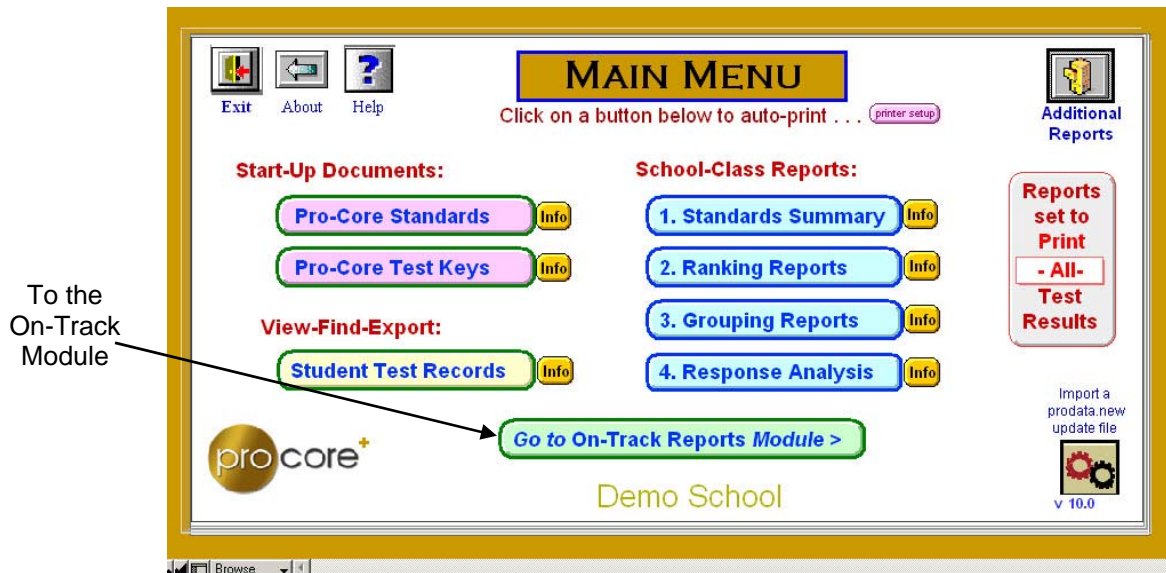 MAIN MENU
Click on a button below to auto-print . . .
printer setup
Exit
About
Help
Additional
Reports
Start-Up Documents:
Pro-Core Standards
Info
Pro-Core Test Keys
Info
View-Find-Export:
Student Test Records
Info
School-Class Reports:
1. Standards Summary
Info
2. Ranking Reports
Info
3. Grouping Reports
Info
4. Response Analysis
Info
Reports
set to
Print
- All-
Test
Results
To the
On-Track
Module
Go to On-Track Reports Module >
Import a
prodata.new
update file
v 10.0
procore+
Demo School
Browse